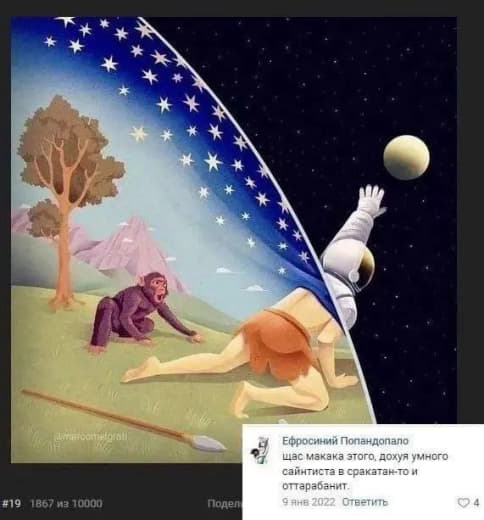 @marcomelgrati
Ефросиний Попандопало
щас макака этого, дохуя умного
сайнтиста в сракатан-то и
оттарабанит.
9 янв 2022 Ответить
4
#19 1867 из 10000